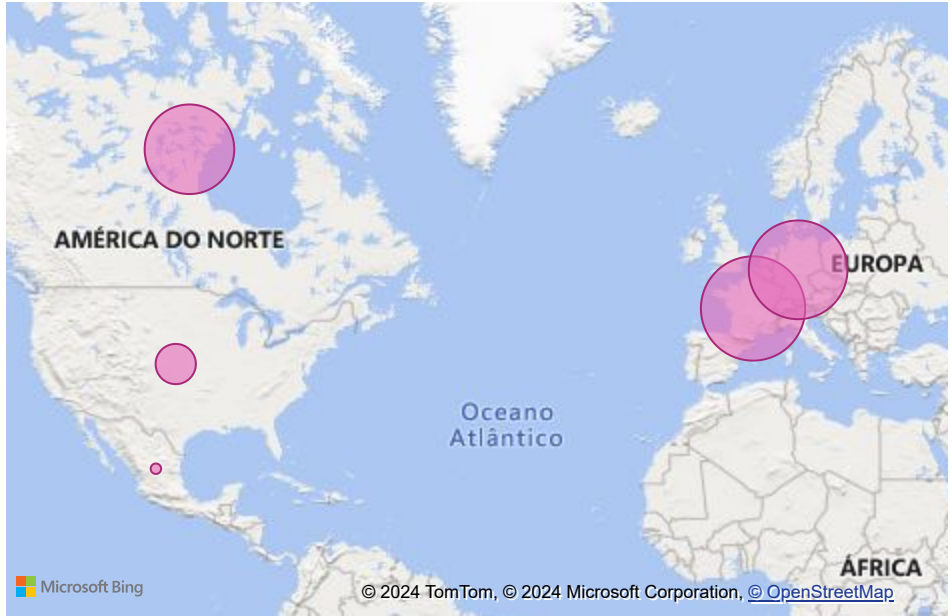 AMÉRICA DO NORTE
EUROPA
Oceano
Atlântico
ÁFRICA
Microsoft Bing
© 2024 TomTom, © 2024 Microsoft Corporation, © OpenStreetMap